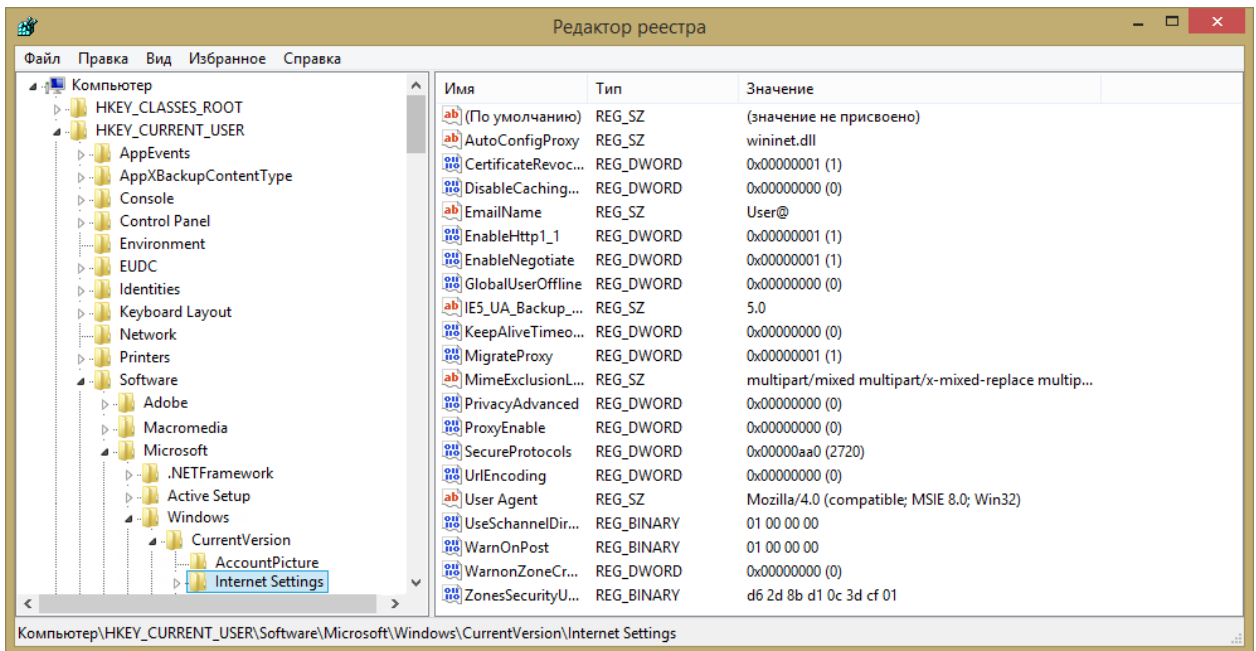 Редактор реестра
Файл Правка Вид Избранное Справка
Компьютер
HKEY_CLASSES_ROOT
HKEY_CURRENT_USER
AppEvents
AppXBackupContentType
Console
Control Panel
Environment
EUDC
Identities
Keyboard Layout
Network
Printers
Software
Adobe
Macromedia
Microsoft
.NETFramework
Active Setup
Windows
CurrentVersion
AccountPicture
Internet Settings
Имя Тип Значение
(По умолчанию) REG_SZ (значение не присвоено)
AutoConfigProxy REG_SZ wininet.dll
CertificateRevoc... REG_DWORD 0x00000001 (1)
DisableCaching... REG_DWORD 0x00000000 (0)
EmailName REG_SZ User@
EnableHttp1_1 REG_DWORD 0x00000001 (1)
EnableNegotiate REG_DWORD 0x00000001 (1)
GlobalUserOffline REG_DWORD 0x00000000 (0)
IE5_UA_Backup_... REG_SZ 5.0
KeepAliveTimeo... REG_DWORD 0x00000000 (0)
MigrateProxy REG_DWORD 0x00000001 (1)
MimeExclusionL... REG_SZ multipart/mixed multipart/x-mixed-replace multip...
PrivacyAdvanced REG_DWORD 0x00000000 (0)
ProxyEnable REG_DWORD 0x00000000 (0)
SecureProtocols REG_DWORD 0x00000aa0 (2720)
UrlEncoding REG_DWORD 0x00000000 (0)
User Agent REG_SZ Mozilla/4.0 (compatible; MSIE 8.0; Win32)
UseSchannelDir... REG_BINARY 01 00 00 00
WarnOnPost REG_BINARY 01 00 00 00
WarnonZoneCr... REG_DWORD 0x00000000 (0)
ZonesSecurityU... REG_BINARY d6 2d 8b d1 0c 3d cf 01
Компьютер\HKEY_CURRENT_USER\Software\Microsoft\Windows\CurrentVersion\Internet Settings